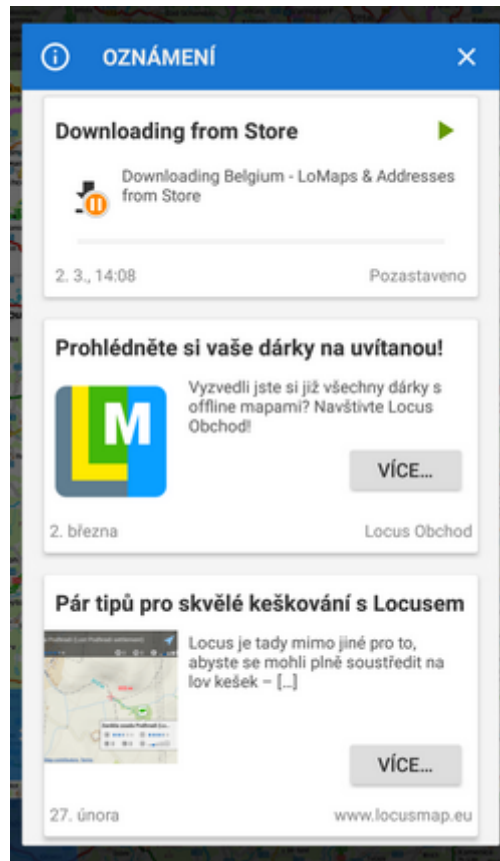 OZNÁMENÍ
Downloading from Store
Downloading Belgium - LoMaps & Addresses
from Store
2. 3., 14:08 Pozastaveno
Prohlédněte si vaše dárky na uvítanou!
LM
Vyzvedli jste si již všechny dárky s
offline mapami? Navštivte Locus
Obchod!
VÍCE...
2. března Locus Obchod
Pár tipů pro skvělé keškování s Locusem
Locus je tady mimo jiné pro to,
abyste se mohli plně soustředit na
lov kešek – [...]
VÍCE...
27. února www.locusmap.eu